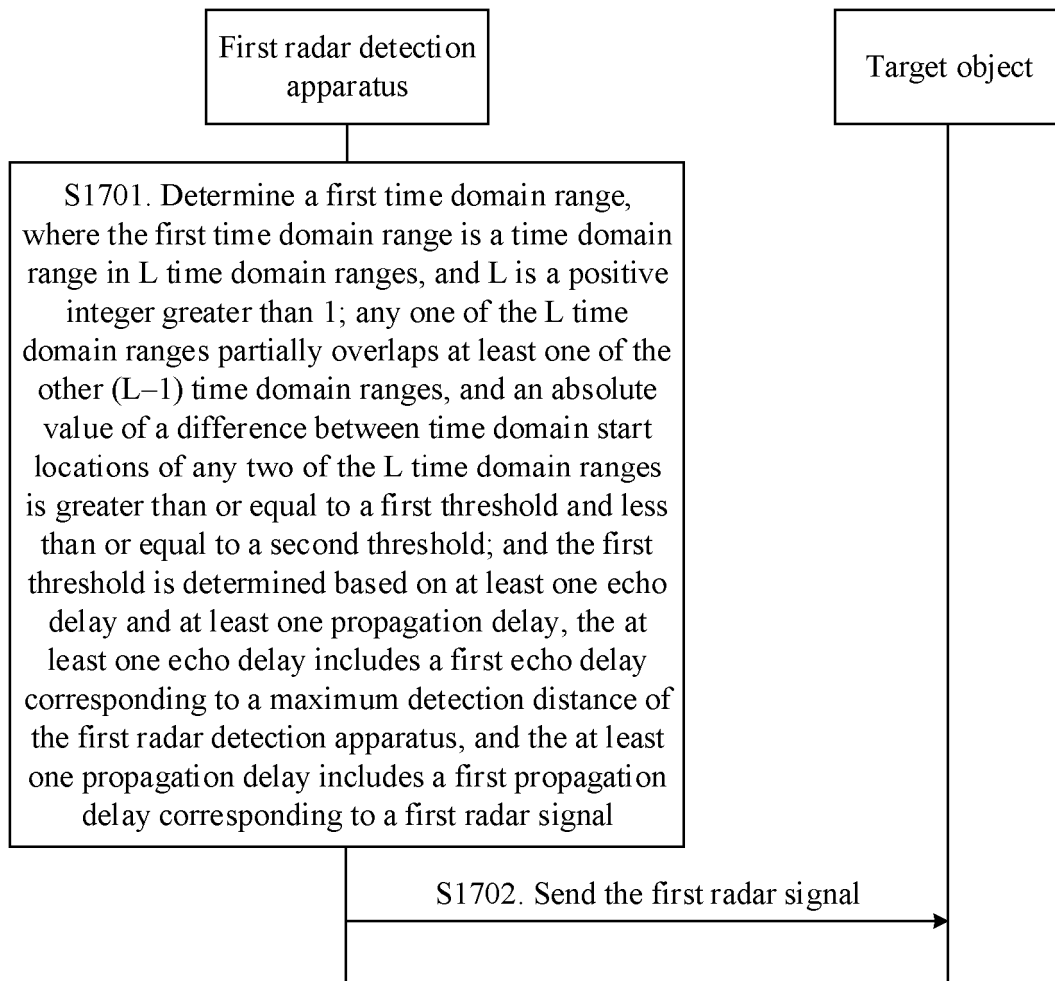 First radar detection
apparatus
Target object
S1701. Determine a first time domain range,
where the first time domain range is a time domain
range in L time domain ranges, and L is a positive
integer greater than 1; any one of the L time
domain ranges partially overlaps at least one of the
other (L–1) time domain ranges, and an absolute
value of a difference between time domain start
locations of any two of the L time domain ranges
is greater than or equal to a first threshold and less
than or equal to a second threshold; and the first
threshold is determined based on at least one echo
delay and at least one propagation delay, the at
least one echo delay includes a first echo delay
corresponding to a maximum detection distance of
the first radar detection apparatus, and the at least
one propagation delay includes a first propagation
delay corresponding to a first radar signal
S1702. Send the first radar signal